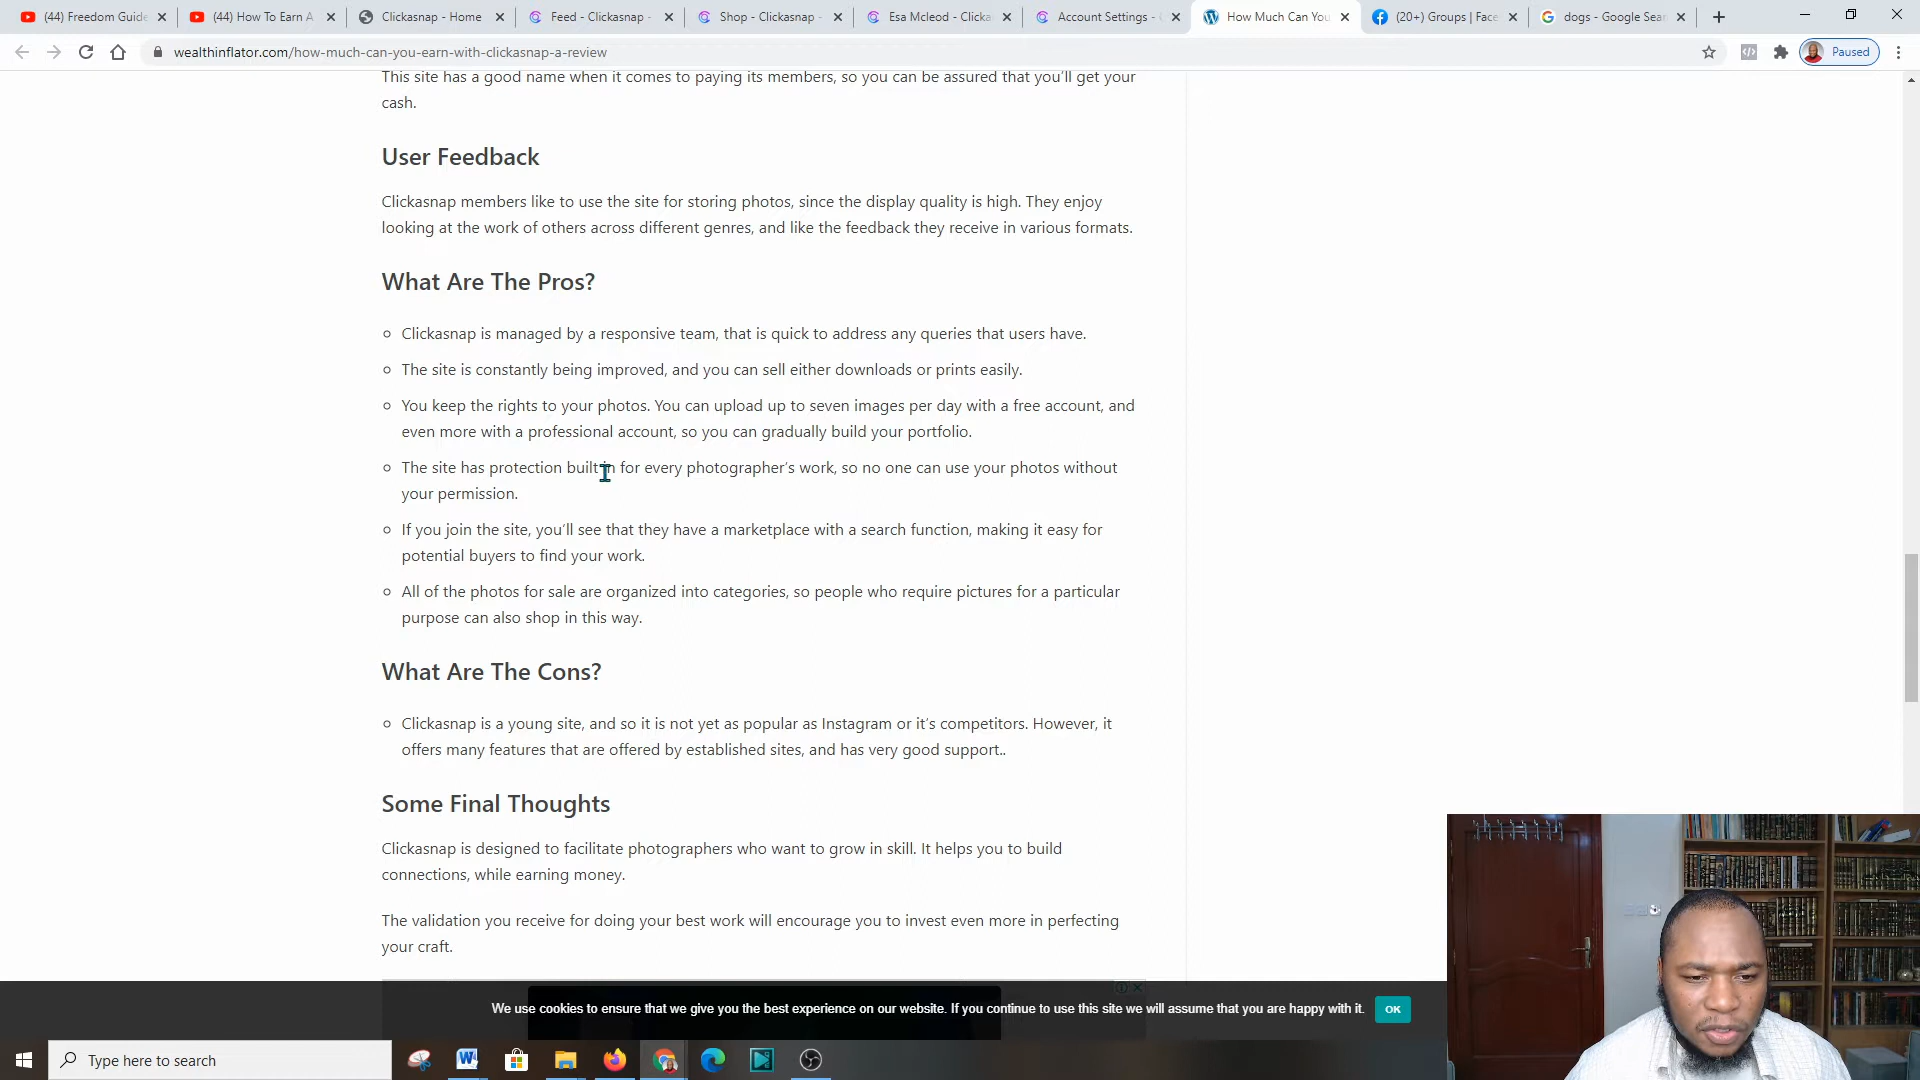 (44) Freedom Guide
(44) How To Earn A
Clickasnap - Home
Feed - Clickasnap -
Shop - Clickasnap -
Esa Mcleod - Clicka
Account Settings -
How Much Can You
(20+) Groups | Face
dogs - Google Sear
wealthinflator.com/how-much-can-you-earn-with-clickasnap-a-review
Paused
This site has a good name when it comes to paying its members, so you can be assured that you'll get your
cash.
User Feedback
Clickasnap members like to use the site for storing photos, since the display quality is high. They enjoy
looking at the work of others across different genres, and like the feedback they receive in various formats.
What Are The Pros?
Clickasnap is managed by a responsive team, that is quick to address any queries that users have.
The site is constantly being improved, and you can sell either downloads or prints easily.
You keep the rights to your photos. You can upload up to seven images per day with a free account, and
even more with a professional account, so you can gradually build your portfolio.
The site has protection built in for every photographer's work, so no one can use your photos without
your permission.
If you join the site, you'll see that they have a marketplace with a search function, making it easy for
potential buyers to find your work.
All of the photos for sale are organized into categories, so people who require pictures for a particular
purpose can also shop in this way.
What Are The Cons?
Clickasnap is a young site, and so it is not yet as popular as Instagram or it's competitors. However, it
offers many features that are offered by established sites, and has very good support..
Some Final Thoughts
Clickasnap is designed to facilitate photographers who want to grow in skill. It helps you to build
connections, while earning money.
The validation you receive for doing your best work will encourage you to invest even more in perfecting
your craft.
We use cookies to ensure that we give you the best experience on our website. If you continue to use this site we will assume that you are happy with it.
OK
Type here to search